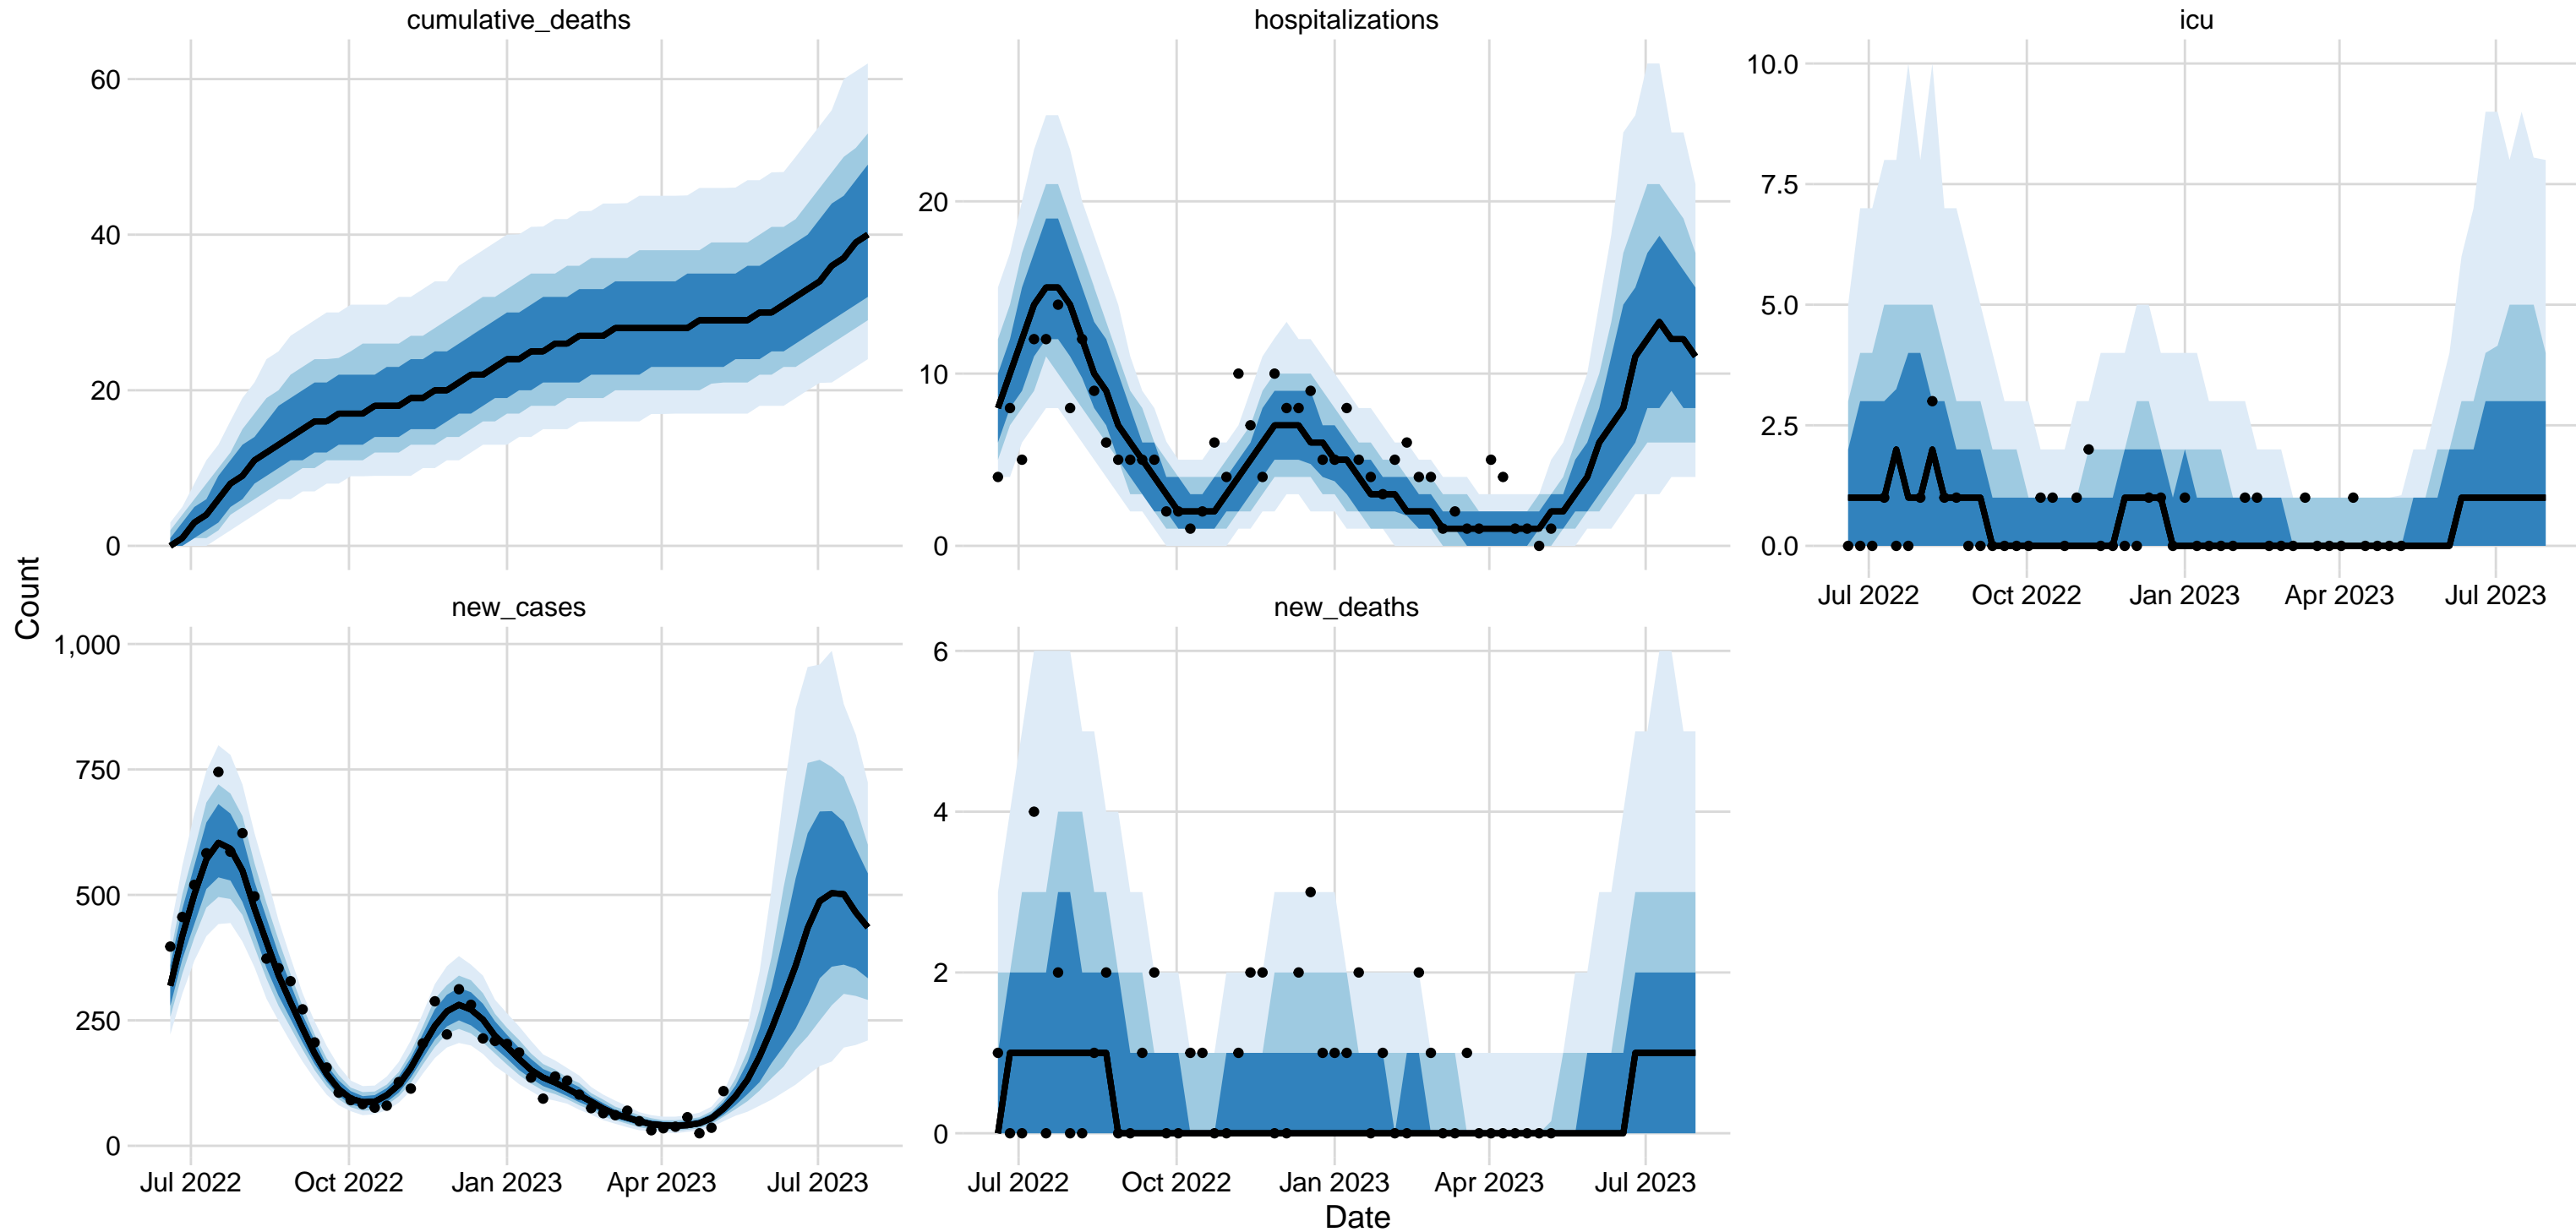 cumulative_deaths
hospitalizations
icu
60
40
20
0
20
10
0
10.0
7.5
5.0
2.5
0.0
Jul 2022 Oct 2022 Jan 2023 Apr 2023 Jul 2023
Count
new_cases
new_deaths
1,000
750
500
250
0
6
4
2
0
Jul 2022 Oct 2022 Jan 2023 Apr 2023 Jul 2023
Jul 2022 Oct 2022 Jan 2023 Apr 2023 Jul 2023
Date